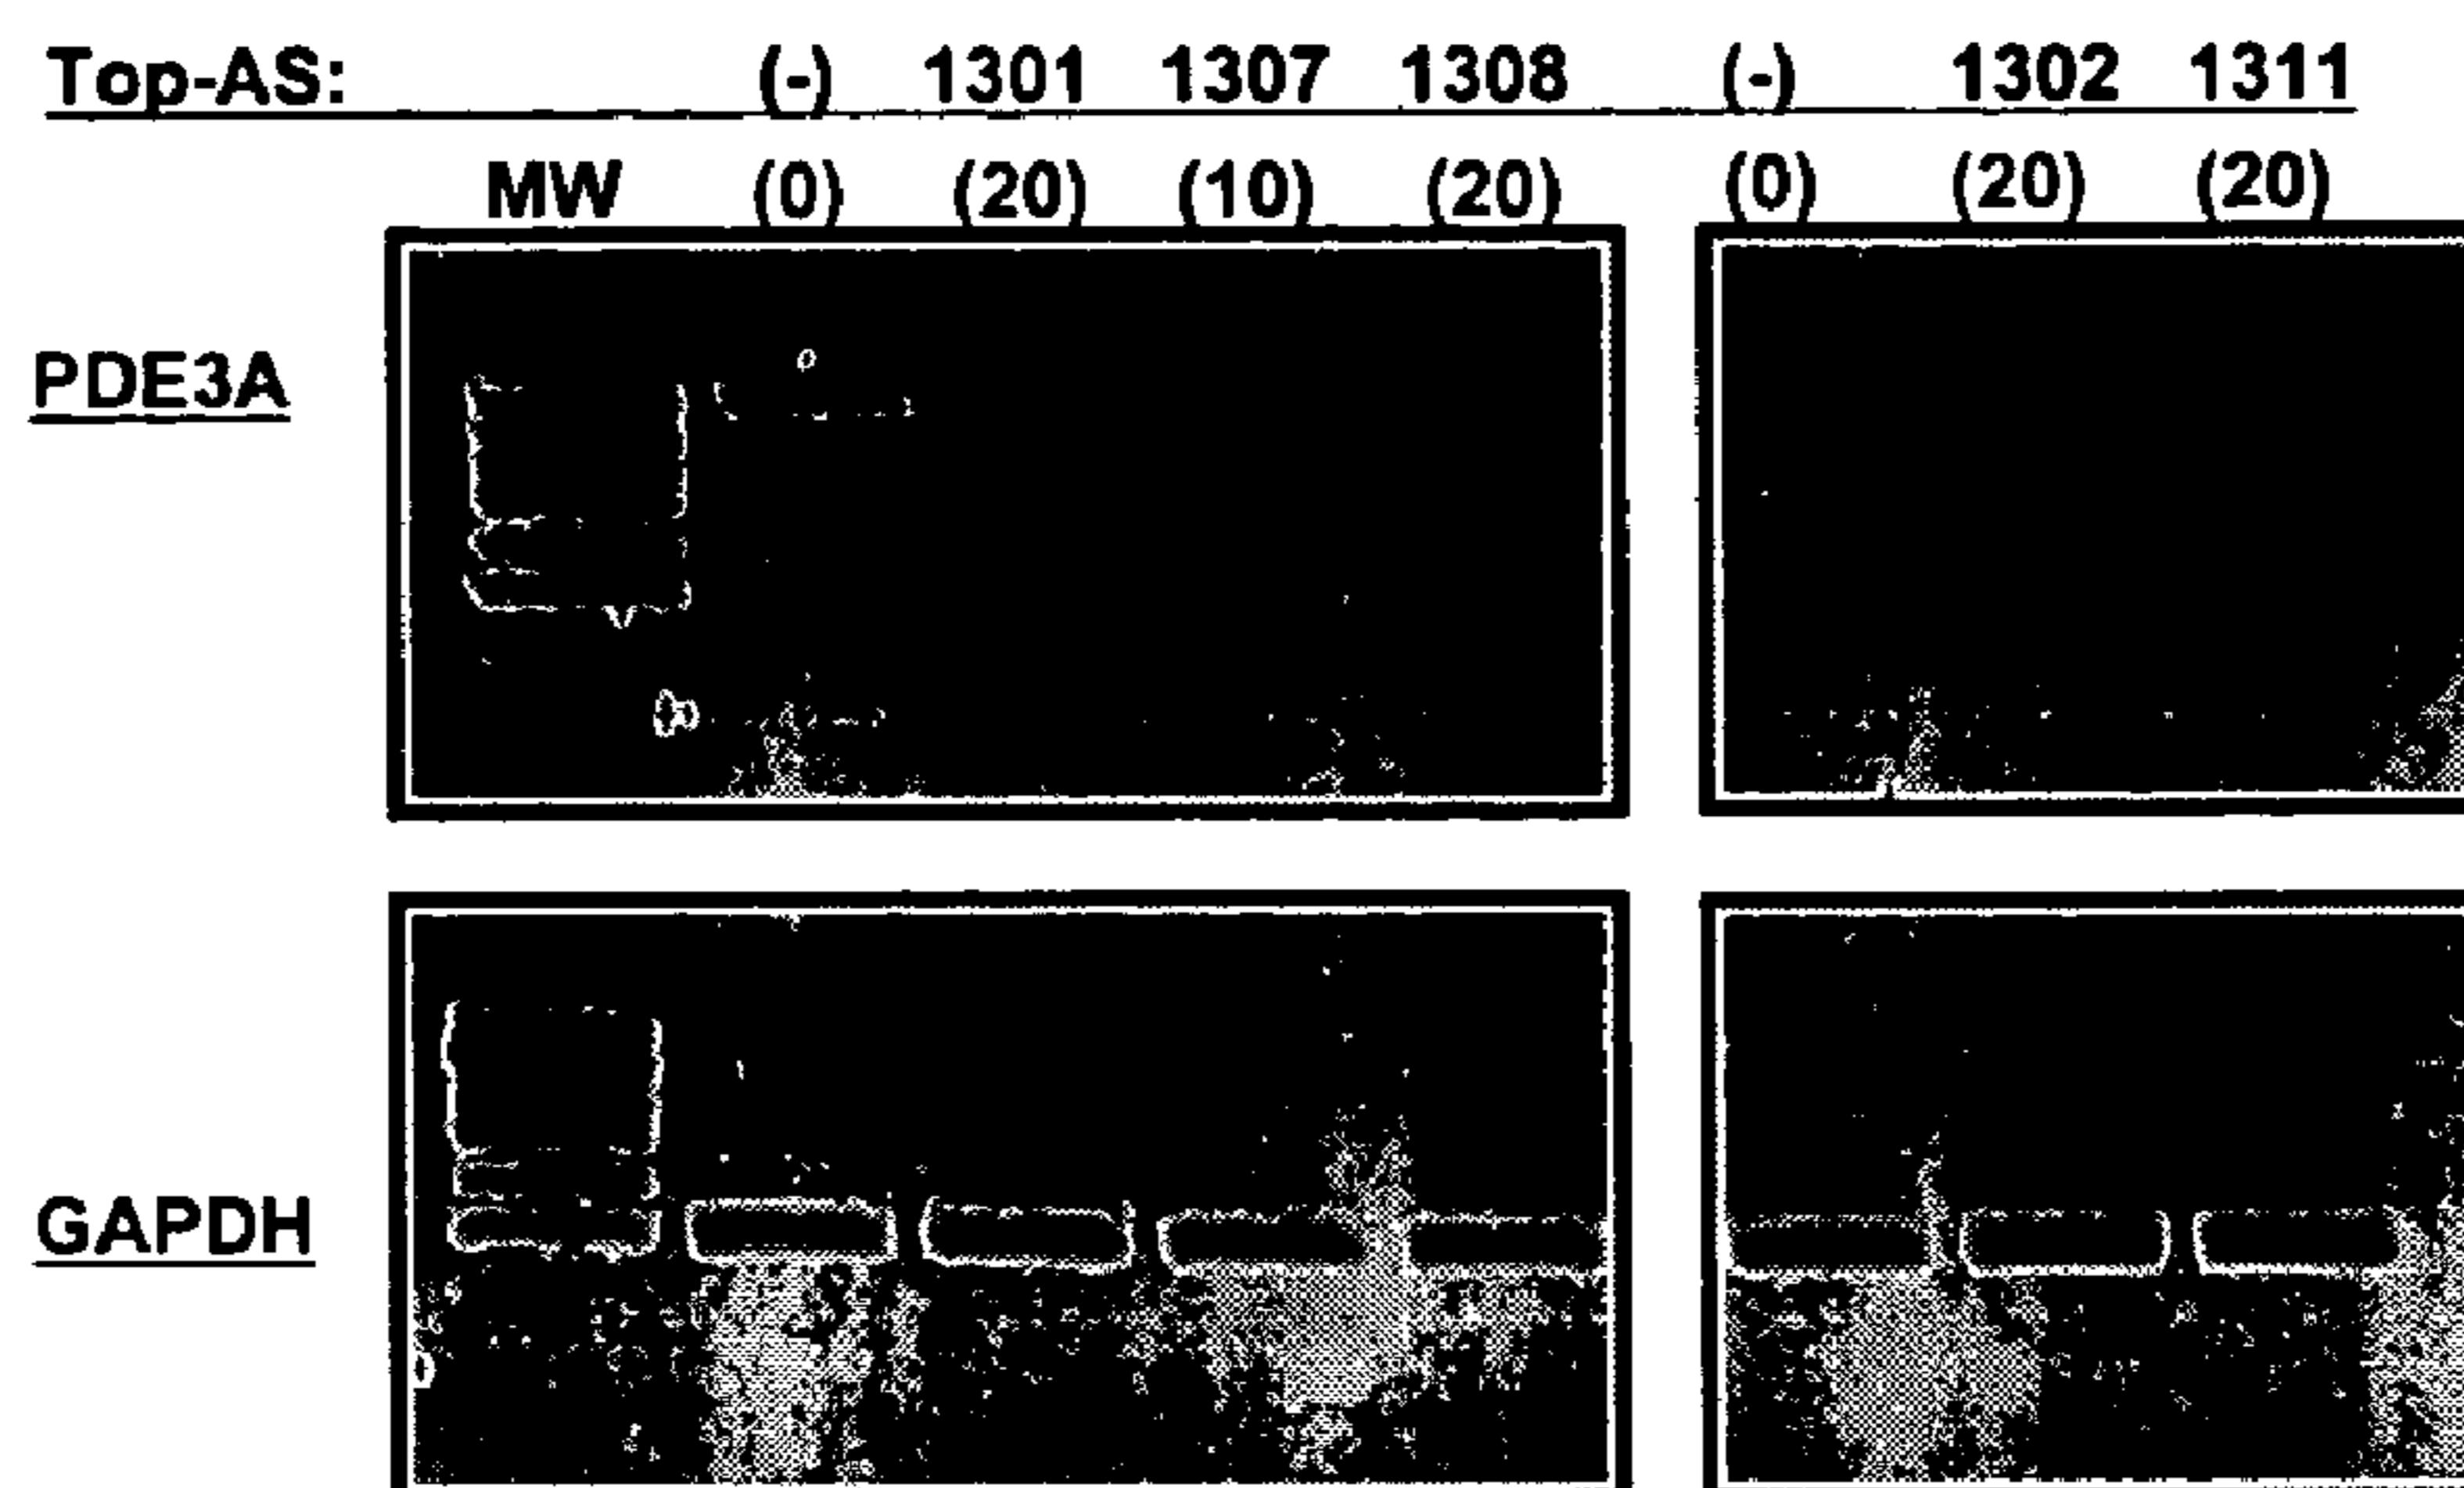 Top-AS: (-) 1301 1307 1308 (-) 1302 1311
MW (0) (20) (10) (20) (0) (20) (20)
PDE3A
GAPDH